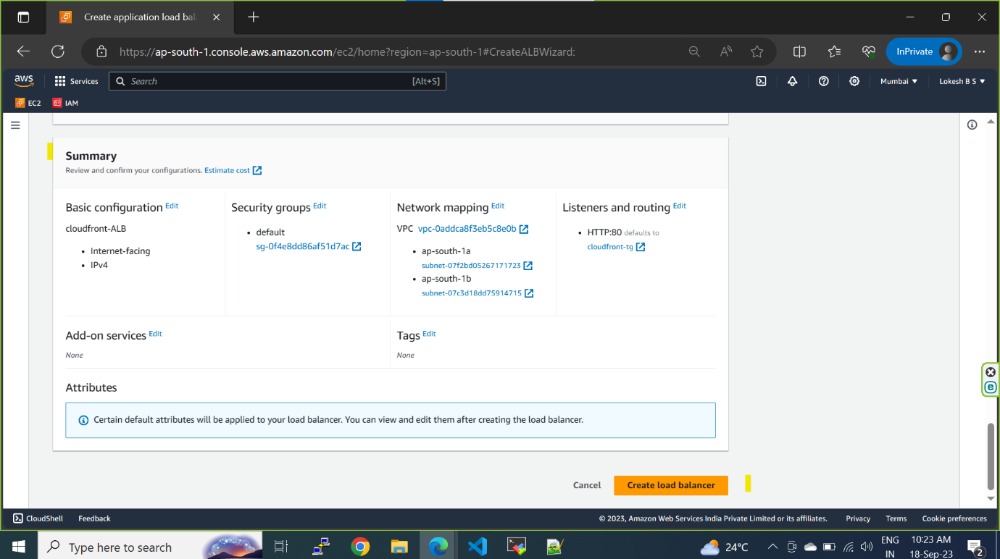 Create application load bal
https://ap-south-1.console.aws.amazon.com/ec2/home?region=ap-south-1#CreateALBWizard:
InPrivate
aws
Services
Search
[Alt+S]
Mumbai
Lokesh B S
EC2
IAM
Summary
Review and confirm your configurations. Estimate cost
Basic configuration Edit
cloudfront-ALB
• Internet-facing
• IPv4
Security groups Edit
• default
sg-0f4e8dd86af51d7ac
Network mapping Edit
VPC vpc-0addca8f3eb5c8e0b
• ap-south-1a
subnet-07f2bd05267171723
• ap-south-1b
subnet-07c3d18dd75914715
Listeners and routing Edit
• HTTP:80 defaults to
cloudfront-tg
Add-on services Edit
None
Tags Edit
None
Attributes
Certain default attributes will be applied to your load balancer. You can view and edit them after creating the load balancer.
Cancel
Create load balancer
CloudShell
Feedback
© 2023, Amazon Web Services India Private Limited or its affiliates.
Privacy
Terms
Cookie preferences
Type here to search
24°C
ENG
IN
10:23 AM
18-Sep-23
2